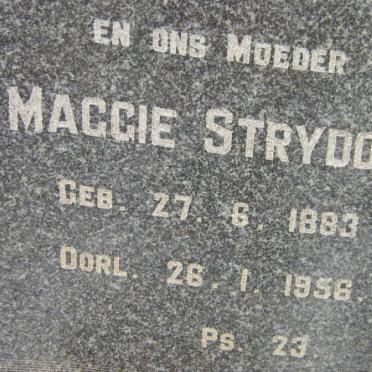 EN ONS MOEDER
MAGGIE STRYDO
GEB. 27. 6. 1883
OORL. 26. 1. 1956.
PS. 23.